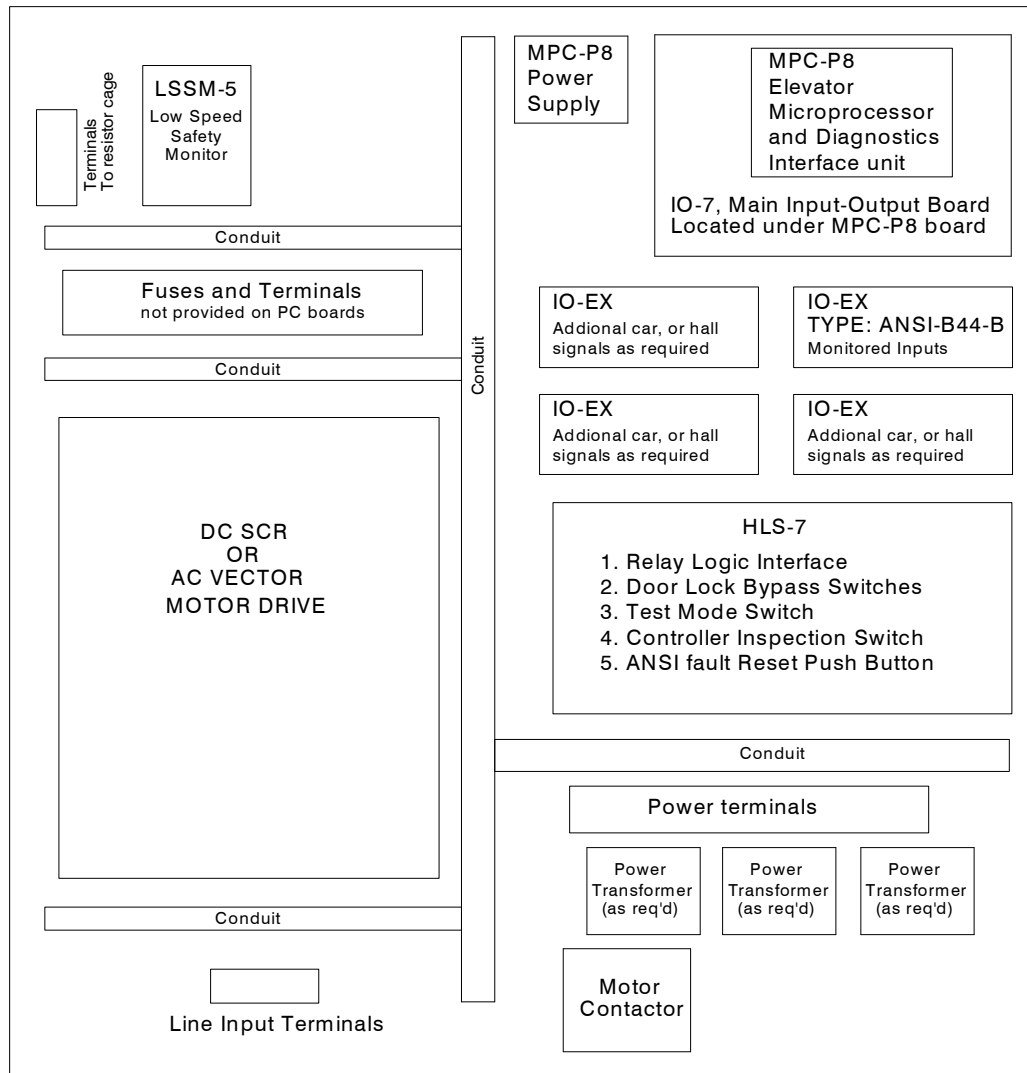 Terminals
To resistor cage
LSSM-5
Low Speed
Safety
Monitor
Conduit
Fuses and Terminals
not provided on PC boards
Conduit
DC SCR
OR
AC VECTOR
MOTOR DRIVE
Conduit
Line Input Terminals
Conduit
MPC-P8
Power
Supply
MPC-P8
Elevator
Microprocessor
and Diagnostics
Interface unit
IO-7, Main Input-Output Board
Located under MPC-P8 board
IO-EX
Addional car, or hall
signals as required
IO-EX
TYPE: ANSI-B44-B
Monitored Inputs
IO-EX
Addional car, or hall
signals as required
IO-EX
Addional car, or hall
signals as required
HLS-7
1. Relay Logic Interface
2. Door Lock Bypass Switches
3. Test Mode Switch
4. Controller Inspection Switch
5. ANSI fault Reset Push Button
Conduit
Power terminals
Power
Transformer
(as req'd)
Power
Transformer
(as req'd)
Power
Transformer
(as req'd)
Motor
Contactor